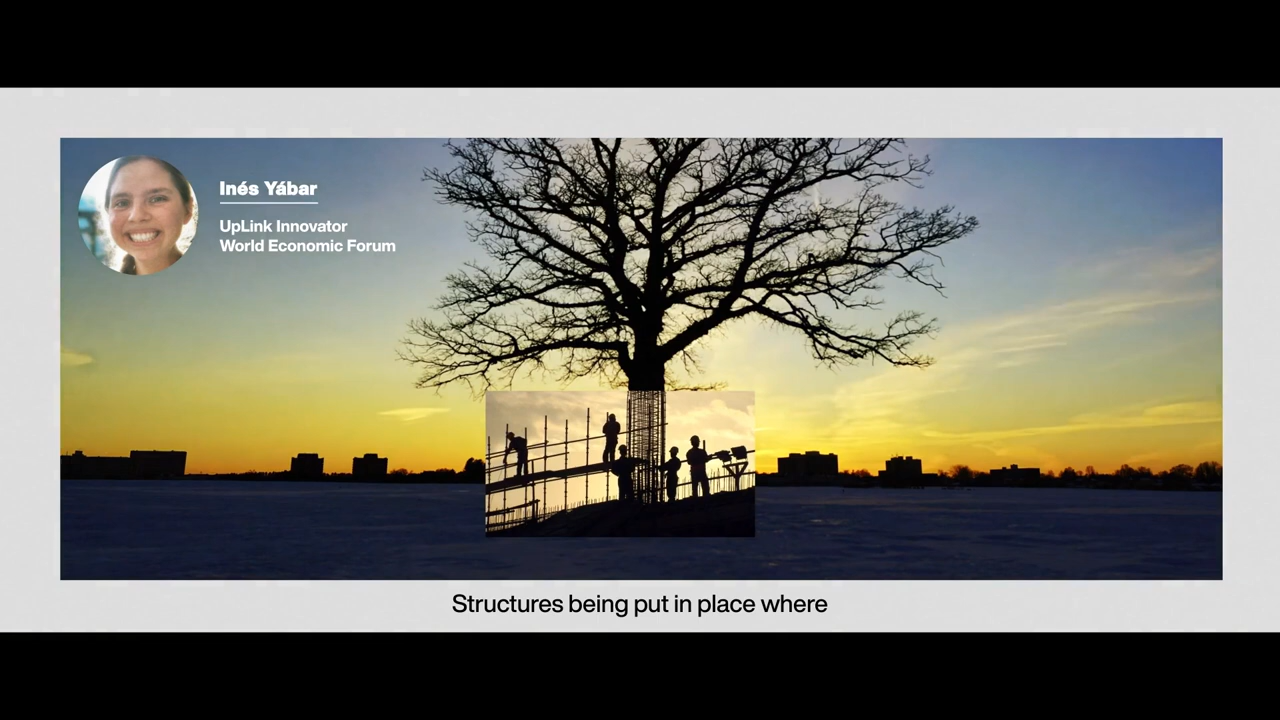 Inés Yábar
UpLink Innovator
World Economic Forum
Structures being put in place where